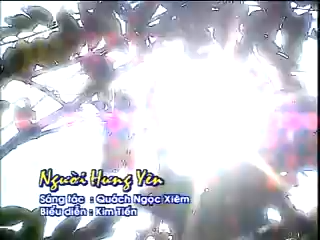 Người Hưng Yên
Sáng tác : Quách Ngọc Xiêm
Biểu diễn : Kim Tiến